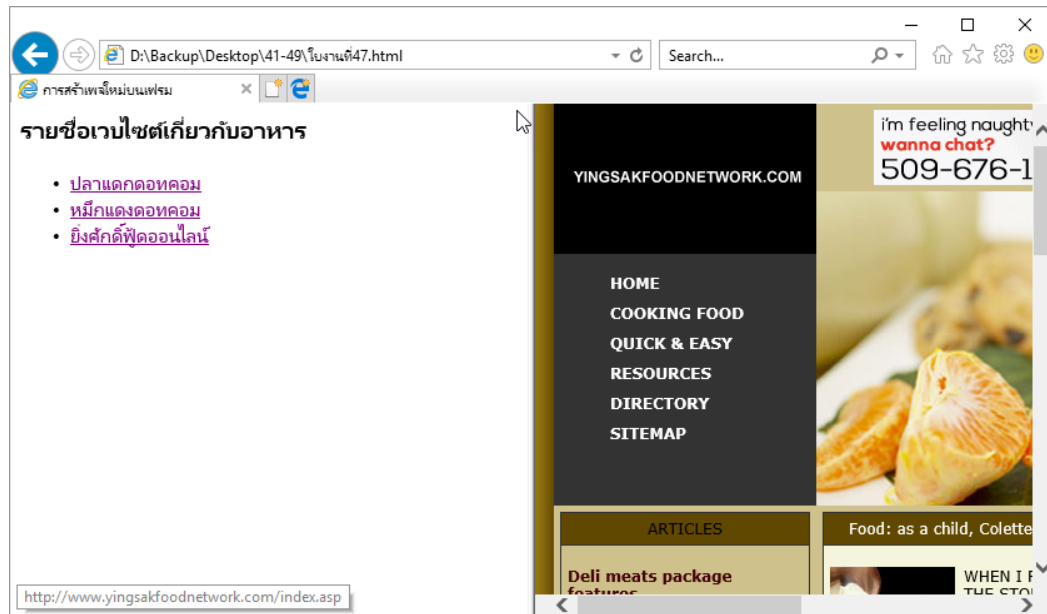 D:\Backup\Desktop\41-49\ใบงานที่47.html
Search...
การสร้างเพจใหม่บนเฟรม
รายชื่อเวบไซต์เกี่ยวกับอาหาร
ปลาแดกดอทคอม
หมึกแดงดอทคอม
ยิ่งศักดิ์ฟู้ดออนไลน์
http://www.yingsakfoodnetwork.com/index.asp
YINGSAKFOODNETWORK.COM
i'm feeling naught
wanna chat?
509-676-1
HOME
COOKING FOOD
QUICK & EASY
RESOURCES
DIRECTORY
SITEMAP
ARTICLES
Deli meats package
features
Food: as a child, Colette
WHEN I F
THE STO